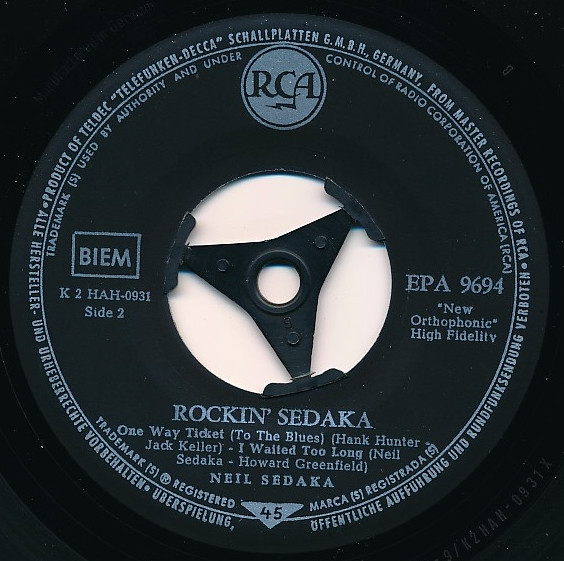 • PRODUCT OF TELDEC "TELEFUNKEN-DECCA" SCHALLPLATTEN G.M.B.H., GERMANY, FROM MASTER RECORDINGS OF RCA •
TRADEMARK (S) USED BY AUTHORITY AND UNDER CONTROL OF RADIO CORPORATION OF AMERICA (RCA)
RCA
BIEM
K 2 HAH-0931
Side 2
EPA 9694
"New
Orthophonic"
High Fidelity
ROCKIN' SEDAKA
One Way Ticket (To The Blues) (Hank Hunter -
Jack Keller) - I Waited Too Long (Neil
Sedaka - Howard Greenfield)
NEIL SEDAKA
TRADEMARK (S) ® REGISTERED
MARCA (S) REGISTRADA (S)
45
ALLE HERSTELLER- UND URHEBERRECHTE VORBEHALTEN • ÜBERSPIELUNG, ÖFFENTLICHE AUFFÜHRUNG UND RUNDFUNKSENDUNG VERBOTEN •
K2HAH-0931X